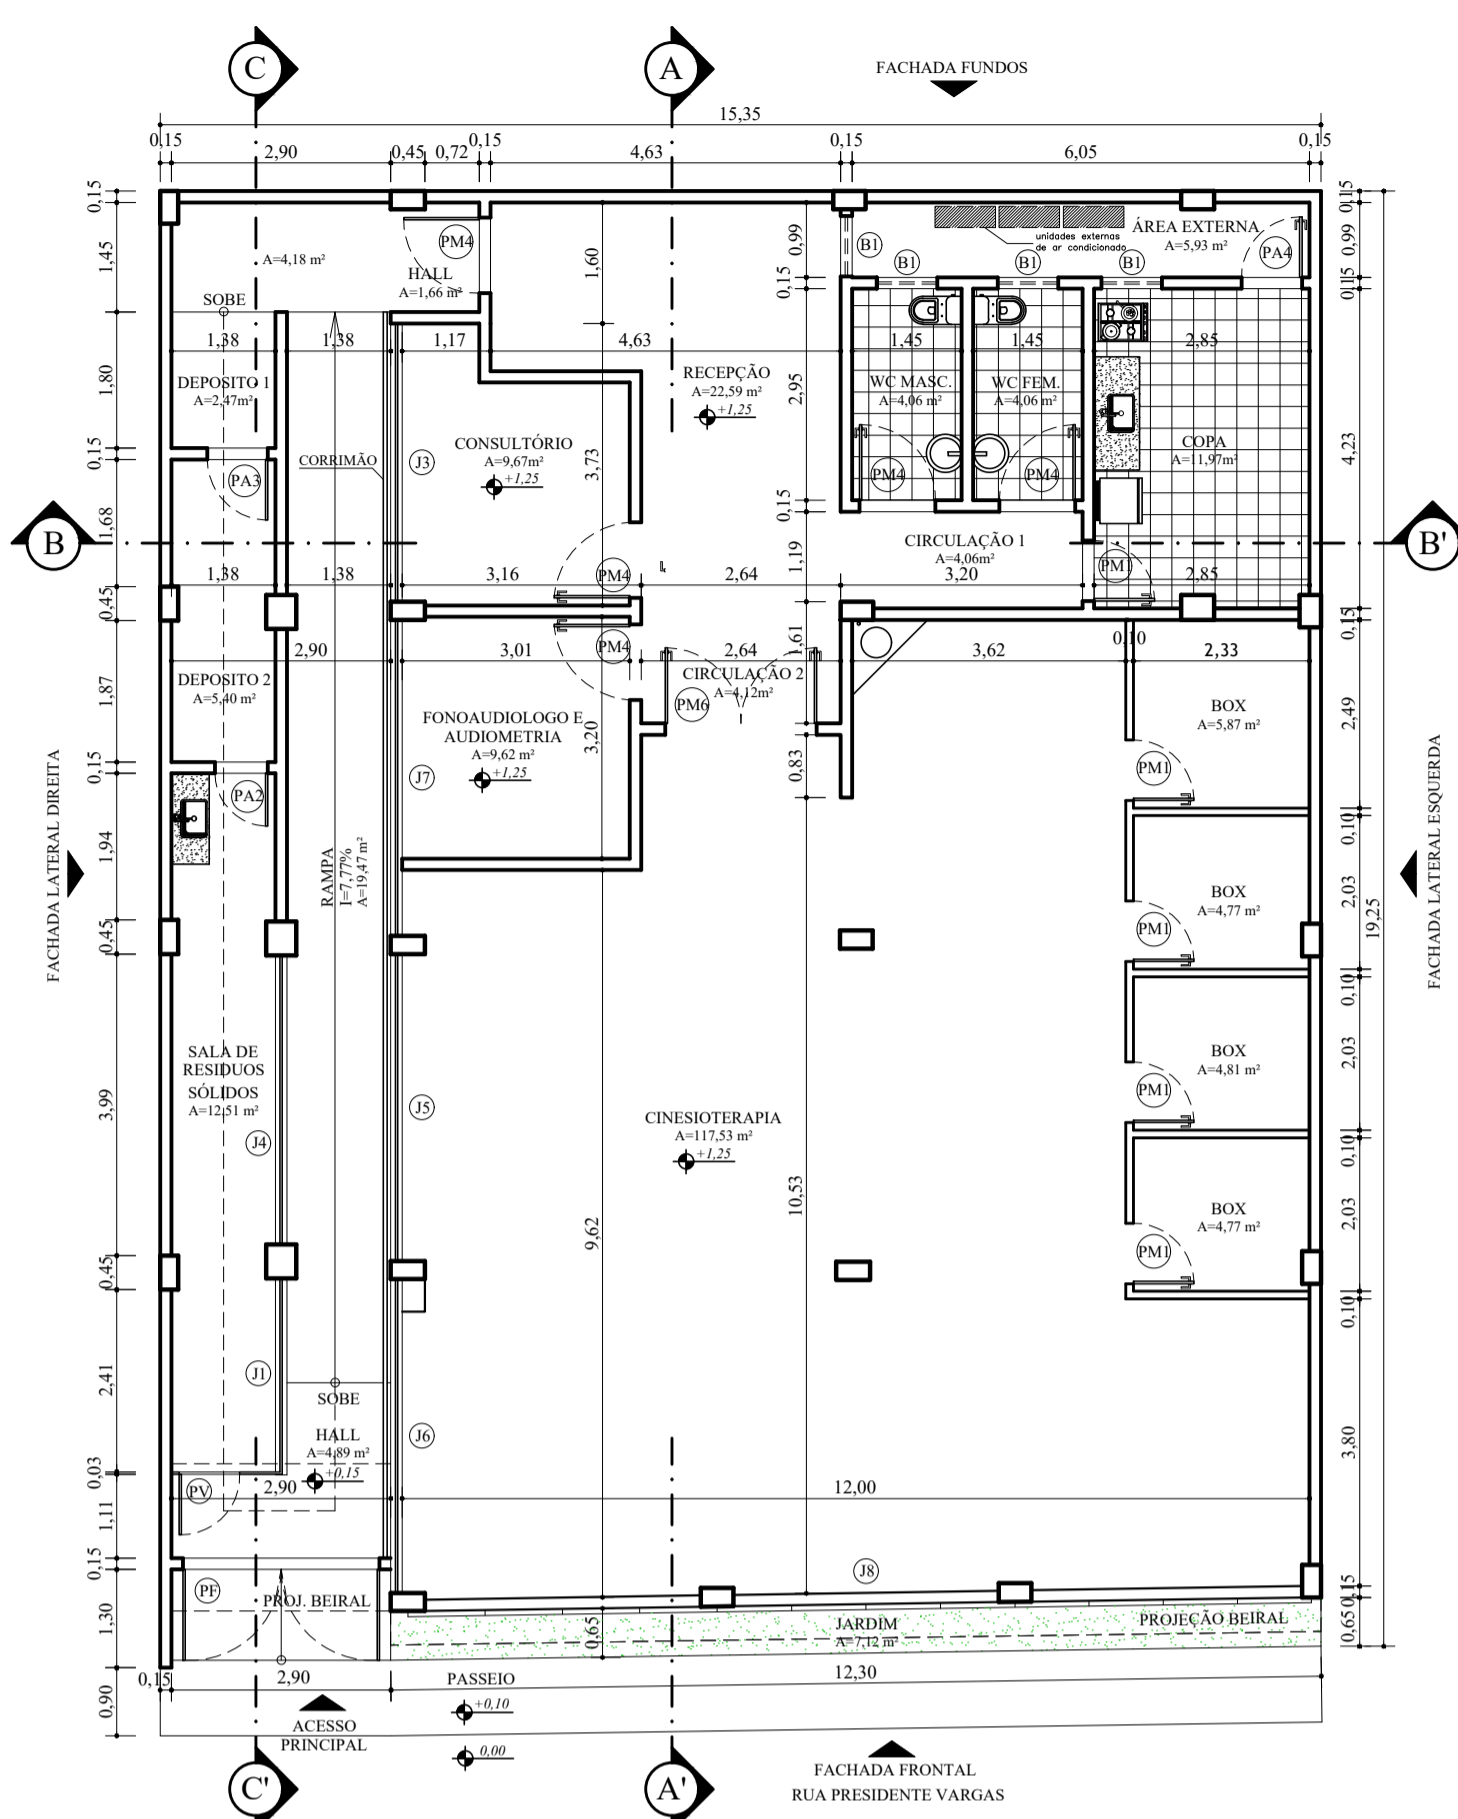 C
A
FACHADA FUNDOS
15,35
0,15
2,90
0,45
0,72
0,15
4,63
0,15
6,05
0,15
0,15
1,45
1,80
0,15
1,68
0,45
1,87
0,15
1,94
0,45
3,99
0,45
2,41
0,03
1,11
0,15
1,30
0,90
A=4,18 m²
PM4
HALL
A=1,66 m²
SOBE
1,60
0,99
0,15
B1
B1
B1
B1
unidades externas
de ar condicionado
ÁREA EXTERNA
A=5,93 m²
PA4
0,15
0,99
0,15
1,38
1,38
1,17
4,63
1,45
1,45
2,85
DEPOSITO 1
A=2,47m²
RECEPÇÃO
A=22,59 m²
+1,25
2,95
WC MASC.
A=4,06 m²
WC FEM.
A=4,06 m²
CONSULTÓRIO
A=9,67m²
+1,25
3,73
CORRIMÃO
J3
PA3
PM4
PM4
COPA
A=11,97m²
4,23
B
B'
0,15
1,19
CIRCULAÇÃO 1
A=4,06m²
PM1
1,38
1,38
3,16
PM4
2,64
3,20
2,85
0,15
2,90
3,01
PM4
2,64
1,61
3,62
0,10
2,33
DEPOSITO 2
A=5,40 m²
CIRCULAÇÃO 2
A=4,12m²
PM6
FONOAUDIOLOGO E
AUDIOMETRIA
A=9,62 m²
+1,25
3,20
0,83
J7
BOX
A=5,87 m²
PM1
2,49
PA2
FACHADA LATERAL DIREITA
FACHADA LATERAL ESQUERDA
RAMPA
I=7,77%
A=19,47 m²
0,10
BOX
A=4,77 m²
PM1
2,03
19,25
0,10
BOX
A=4,81 m²
PM1
2,03
0,10
BOX
A=4,77 m²
PM1
2,03
0,10
SALA DE
RESIDUOS
SÓLIDOS
A=12,51 m²
J4
J5
CINESIOTERAPIA
A=117,53 m²
+1,25
10,53
9,62
J1
SOBE
HALL
A=4,89 m²
+0,15
J6
3,80
PV
2,90
12,00
J8
PF
PROJ. BEIRAL
0,65
JARDIM
A=7,12 m²
PROJEÇÃO BEIRAL
0,15
0,65
0,15
2,90
PASSEIO
12,30
+0,10
ACESSO
PRINCIPAL
0,00
C'
A'
FACHADA FRONTAL
RUA PRESIDENTE VARGAS